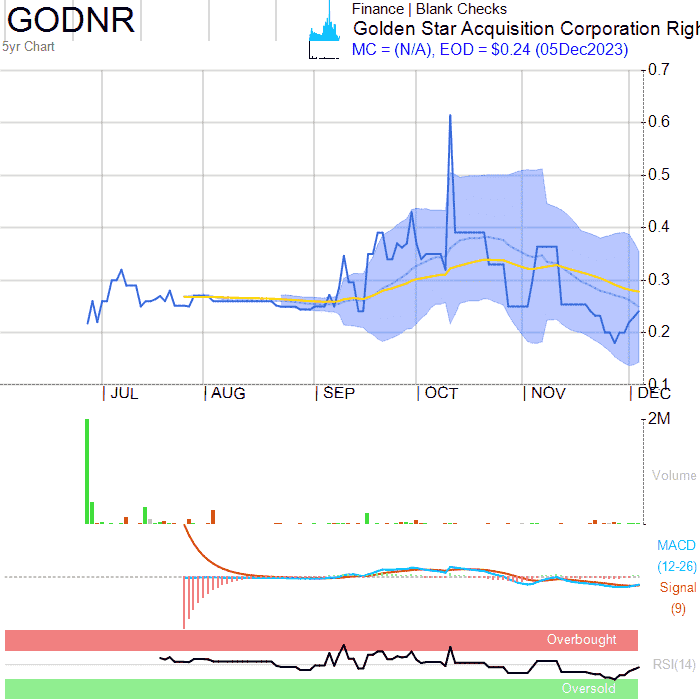 GODNR
5yr Chart
Finance | Blank Checks
Golden Star Acquisition Corporation Righ
MC = (N/A), EOD = $0.24 (05Dec2023)
0.7
0.6
0.5
0.4
0.3
0.2
0.1
JUL AUG SEP OCT NOV DEC
2M
Volume
MACD
(12-26)
Signal
(9)
Overbought
RSI(14)
Oversold